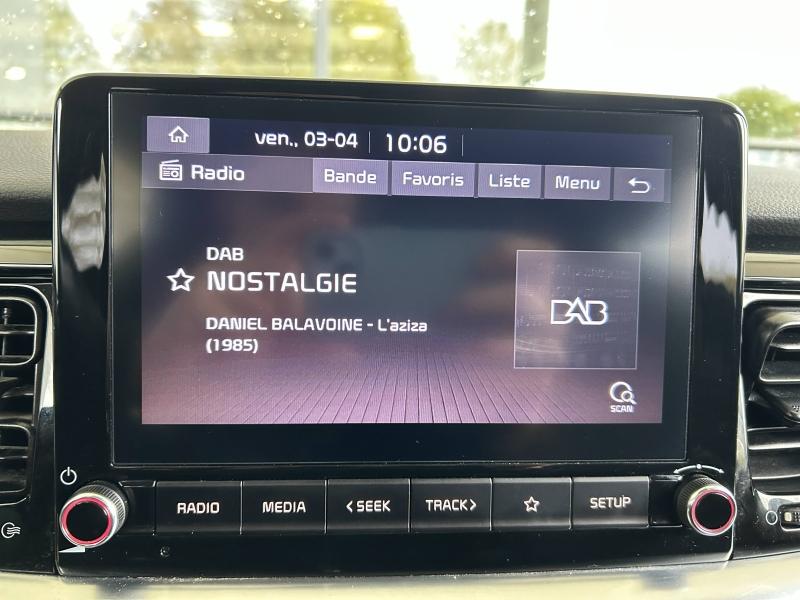 ven., 03-04 10:06
Radio Bande Favoris Liste Menu
DAB
NOSTALGIE
DANIEL BALAVOINE - L'aziza
(1985)
DAB
SCAN
RADIO MEDIA < SEEK TRACK > SETUP